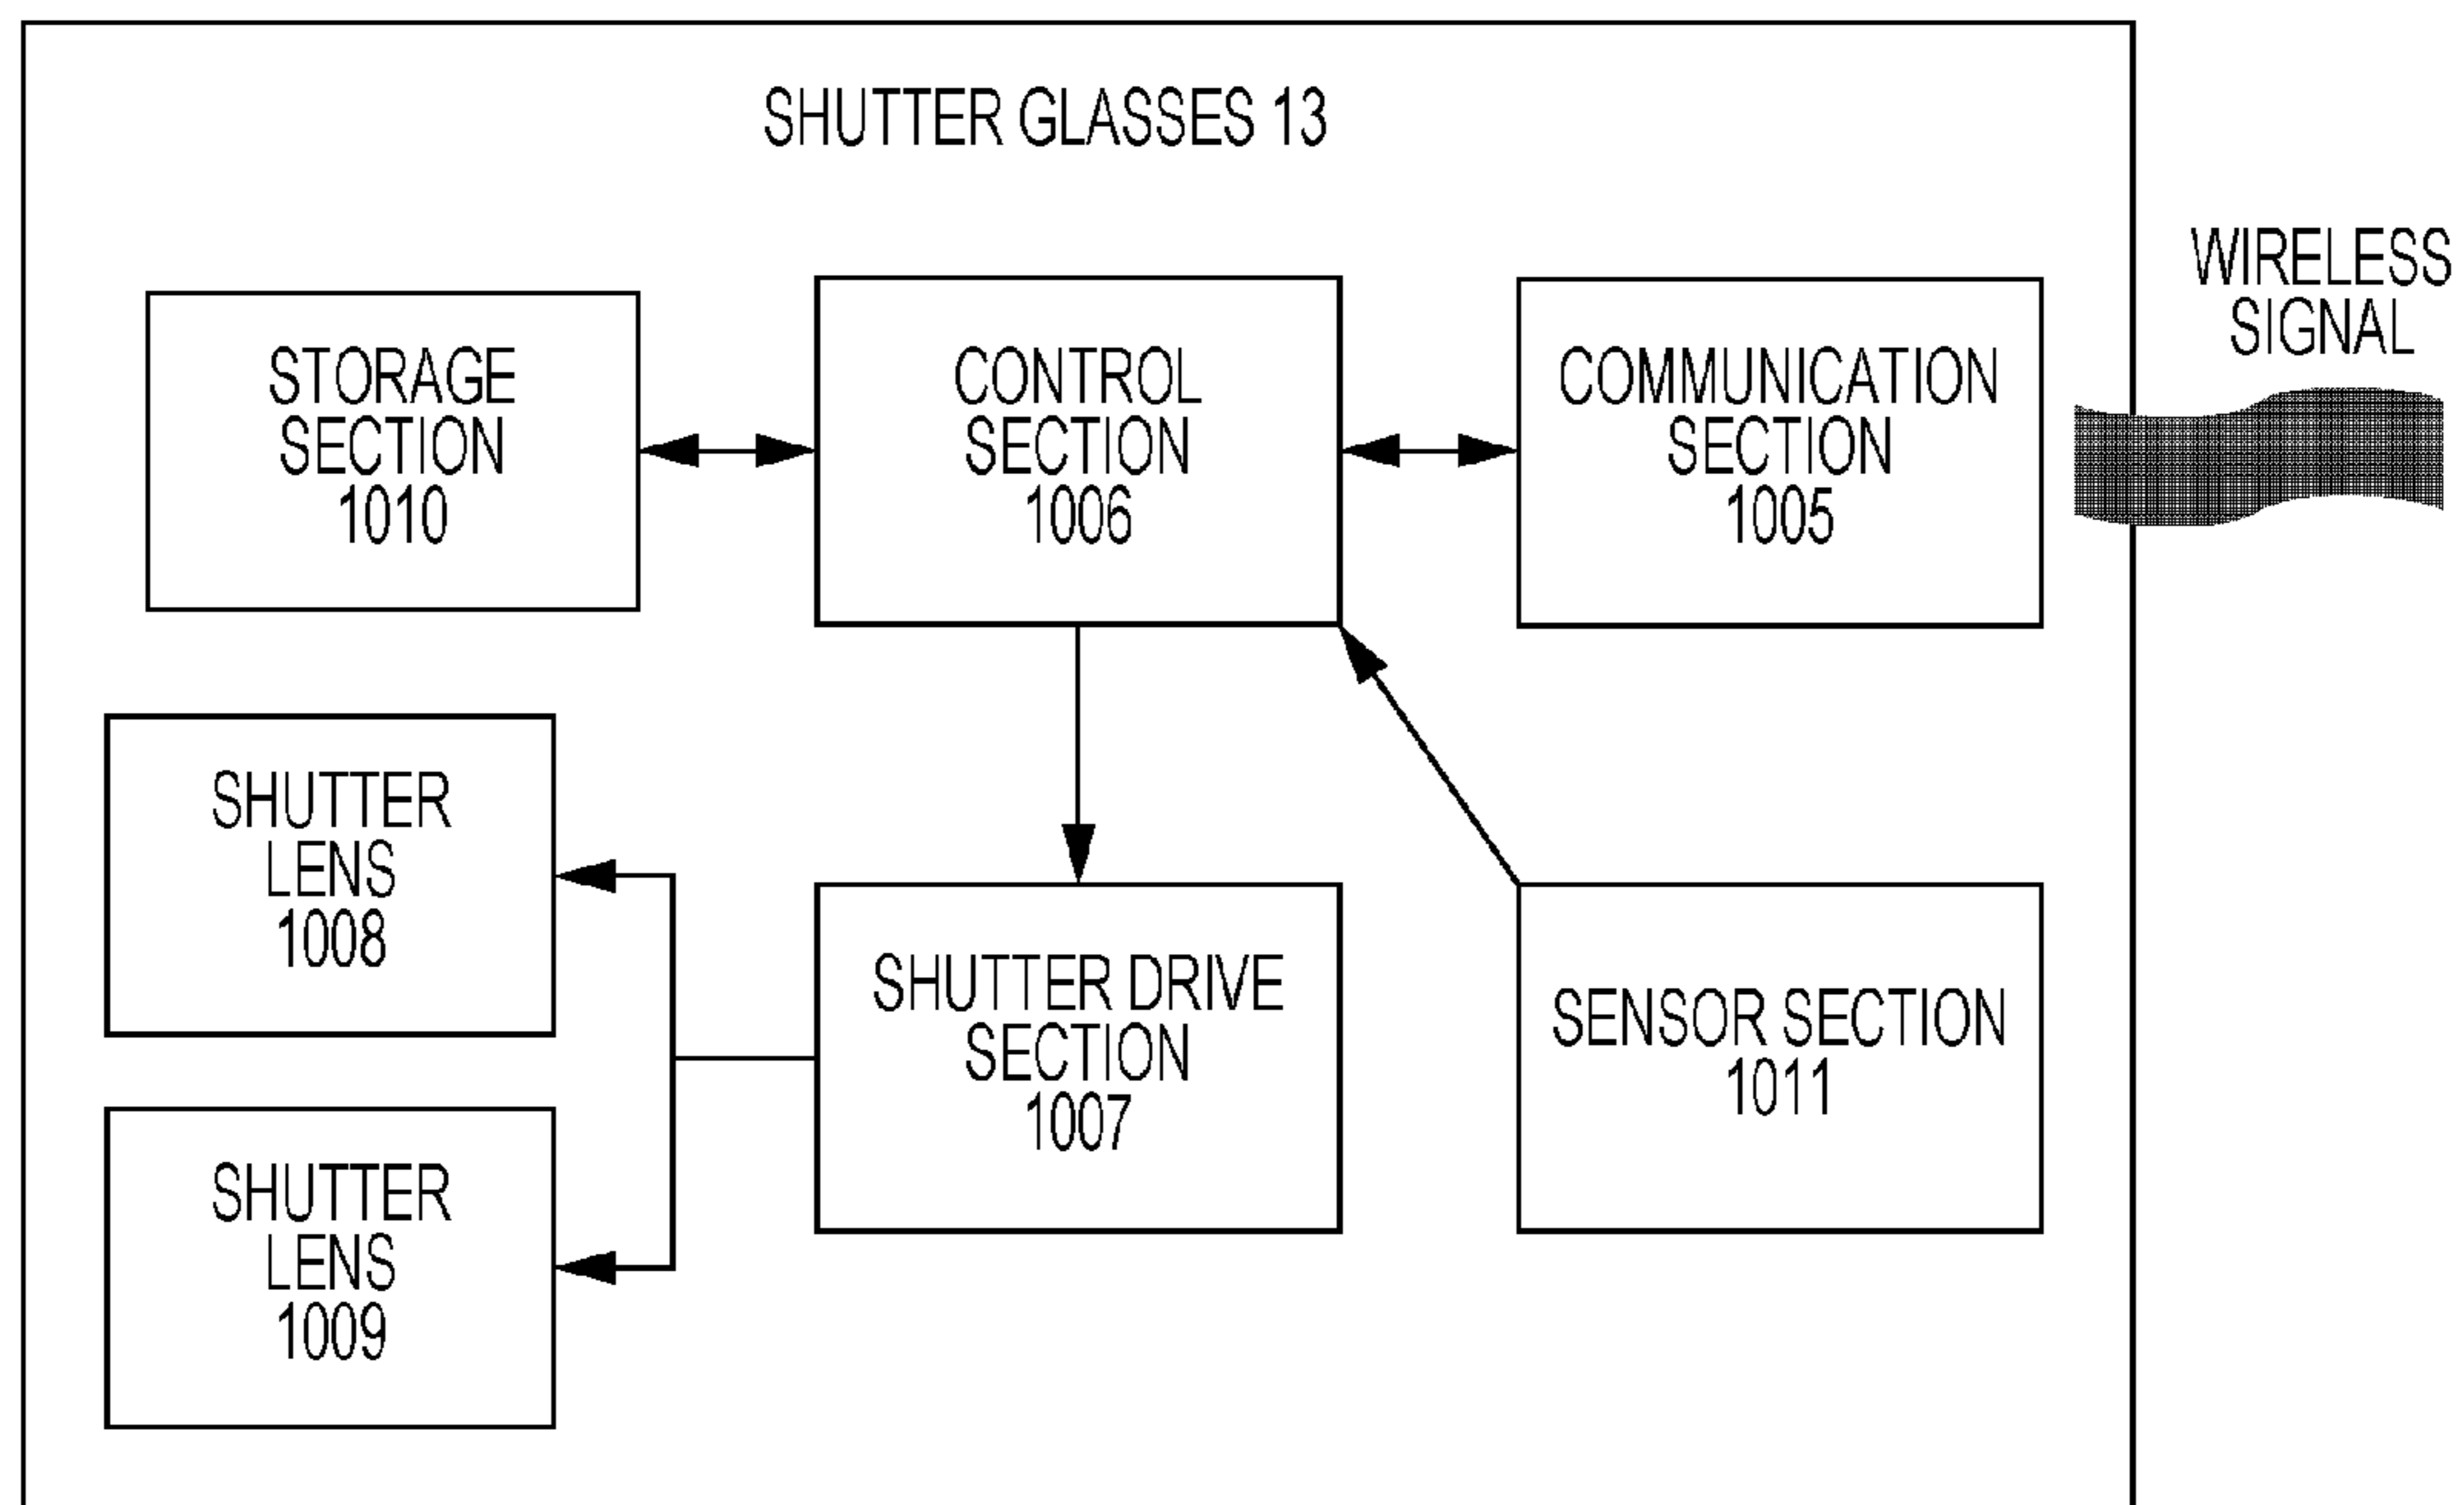 SHUTTER GLASSES 13
WIRELESS
SIGNAL
STORAGE
SECTION
1010
CONTROL
SECTION
1006
COMMUNICATION
SECTION
1005
SHUTTER
LENS
1008
SHUTTER DRIVE
SECTION
1007
SENSOR SECTION
1011
SHUTTER
LENS
1009